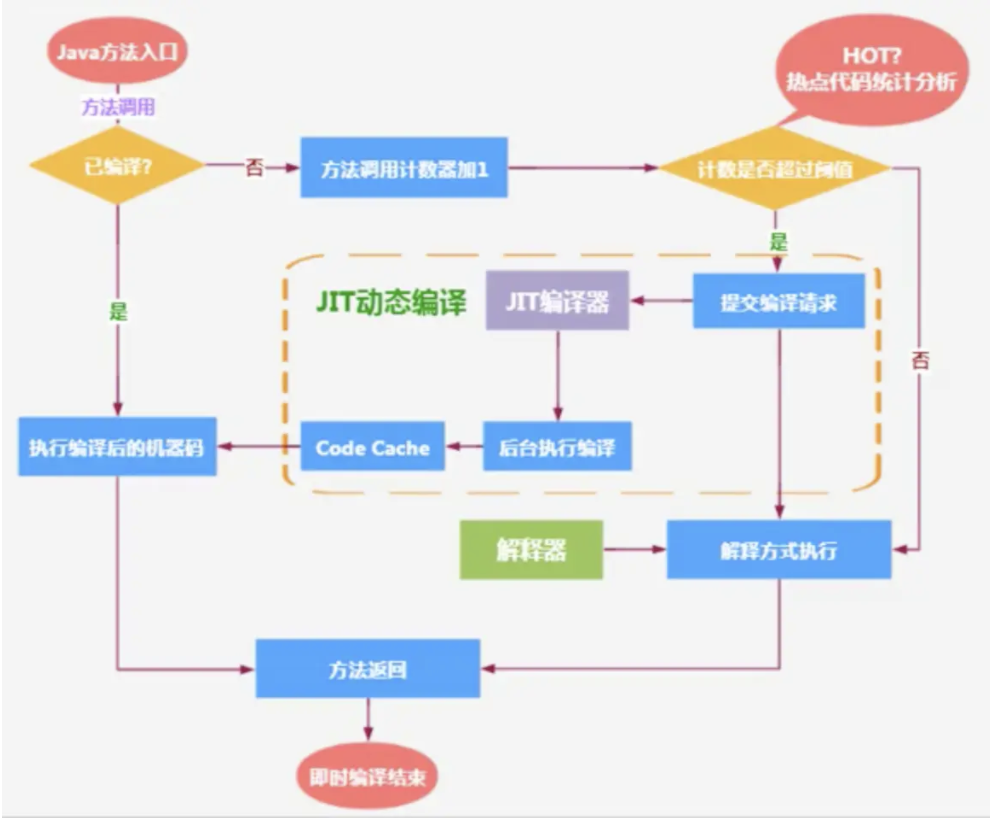 Java方法入口
HOT?
热点代码统计分析
方法调用
已编译?
否
方法调用计数器加1
计数是否超过阈值
是
JIT动态编译
JIT编译器
提交编译请求
是
否
执行编译后的机器码
Code Cache
后台执行编译
解释器
解释方式执行
方法返回
即时编译结束